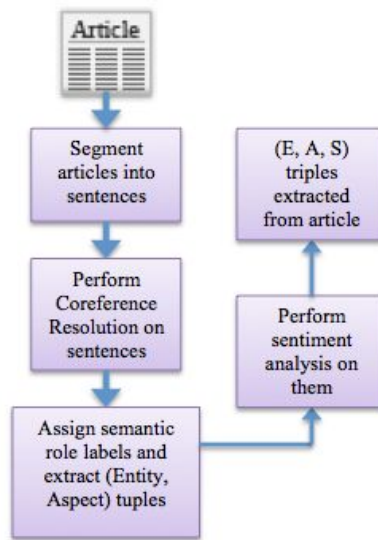 Article
Segment
articles into
sentences
Perform
Coreference
Resolution on
sentences
Assign semantic
role labels and
extract (Entity,
Aspect) tuples
Perform
sentiment
analysis on
them
(E, A, S)
triples
extracted
from article